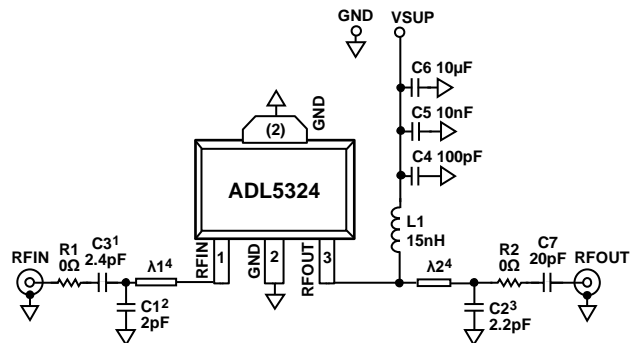 GND
VSUP
C6 10µF
C5 10nF
C4 100pF
GND
(2)
ADL5324
L1
15nH
RFIN
1
GND
2
RFOUT
3
RFIN
R1
0Ω
C3¹
2.4pF
λ1⁴
C1²
2pF
λ2⁴
R2
0Ω
C7
20pF
RFOUT
C2³
2.2pF